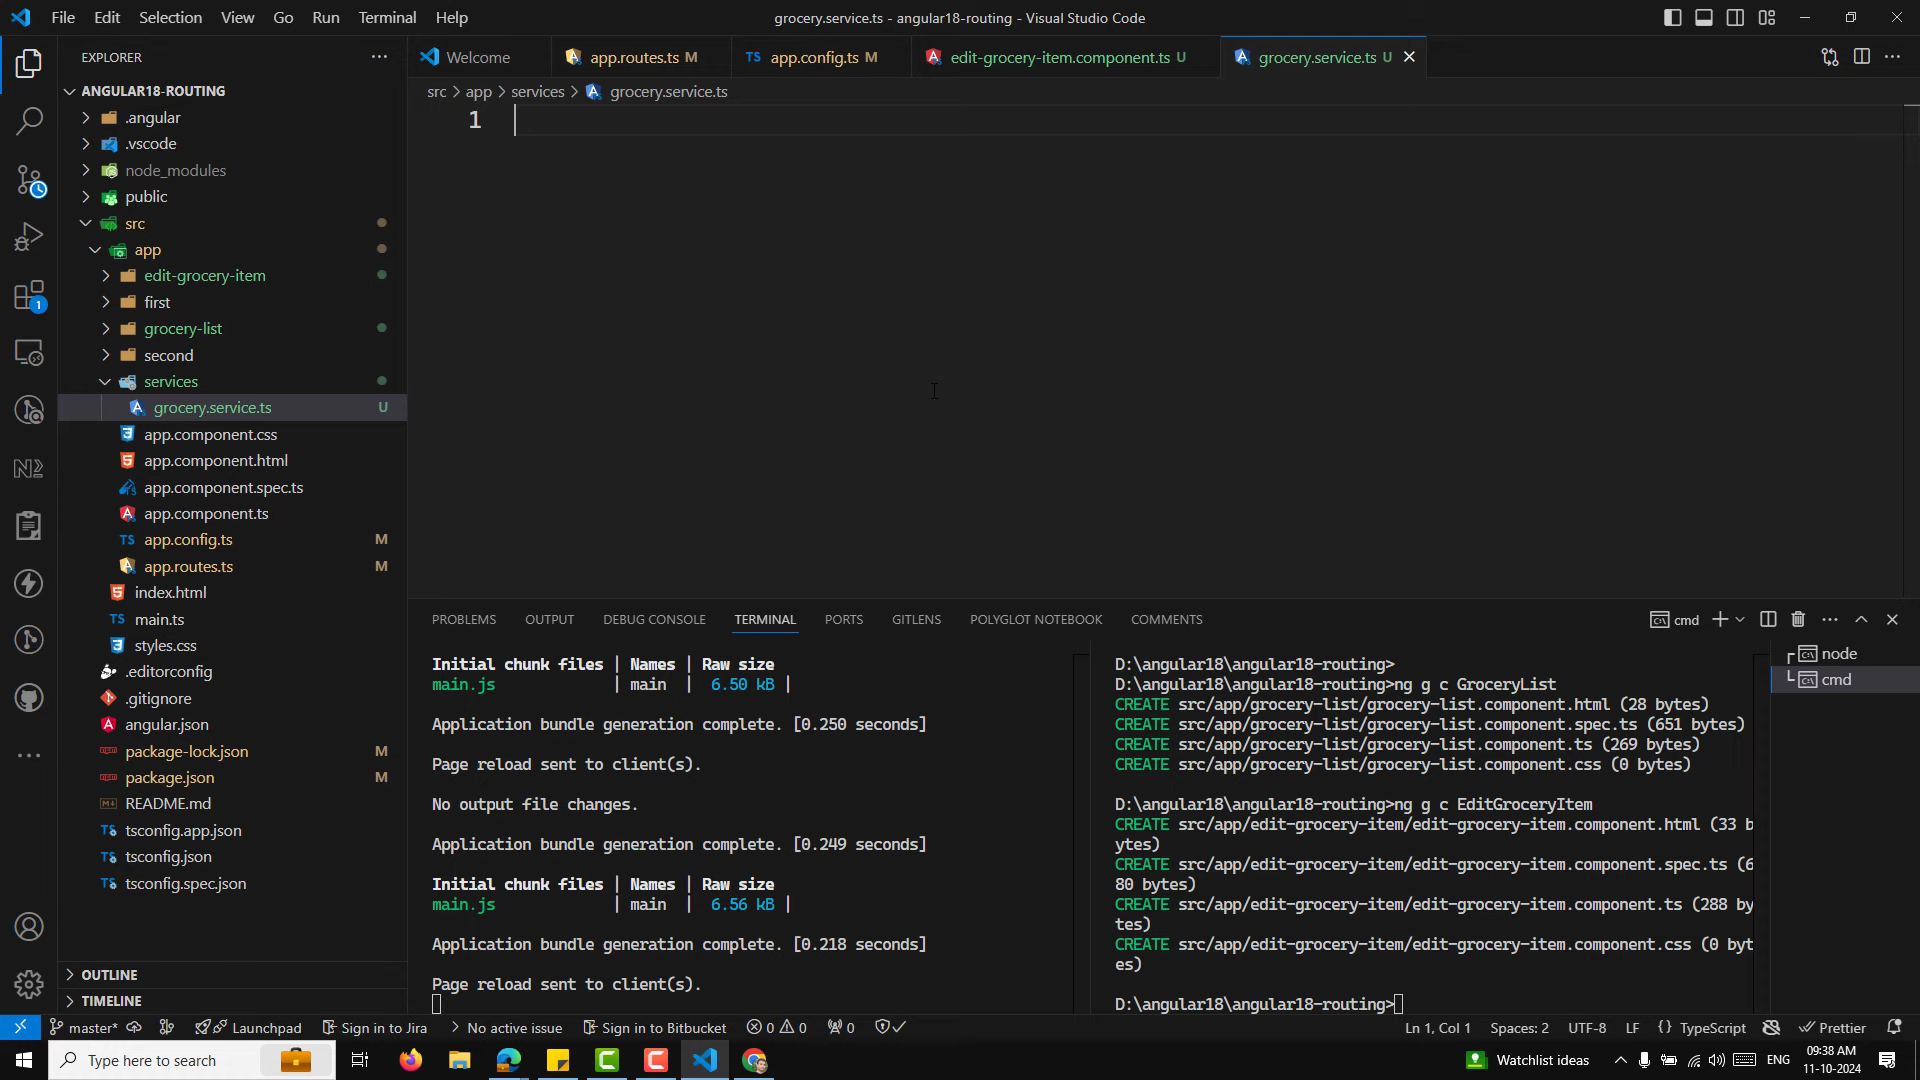 File Edit Selection View Go Run Terminal Help
grocery.service.ts - angular18-routing - Visual Studio Code
EXPLORER
Welcome
app.routes.ts M
TS app.config.ts M
edit-grocery-item.component.ts U
grocery.service.ts U
ANGULAR18-ROUTING
src > app > services > grocery.service.ts
1
.angular
.vscode
node_modules
public
src
app
edit-grocery-item
first
grocery-list
second
services
grocery.service.ts U
app.component.css
app.component.html
app.component.spec.ts
app.component.ts
TS app.config.ts M
app.routes.ts M
index.html
TS main.ts
styles.css
.editorconfig
.gitignore
angular.json
package-lock.json M
package.json M
README.md
TS tsconfig.app.json
TS tsconfig.json
TS tsconfig.spec.json
OUTLINE
TIMELINE
1
PROBLEMS OUTPUT DEBUG CONSOLE TERMINAL PORTS GITLENS POLYGLOT NOTEBOOK COMMENTS
cmd
Initial chunk files | Names | Raw size
main.js | main | 6.50 kB |
Application bundle generation complete. [0.250 seconds]
Page reload sent to client(s).
No output file changes.
Application bundle generation complete. [0.249 seconds]
Initial chunk files | Names | Raw size
main.js | main | 6.56 kB |
Application bundle generation complete. [0.218 seconds]
Page reload sent to client(s).
D:\angular18\angular18-routing>
D:\angular18\angular18-routing>ng g c GroceryList
CREATE src/app/grocery-list/grocery-list.component.html (28 bytes)
CREATE src/app/grocery-list/grocery-list.component.spec.ts (651 bytes)
CREATE src/app/grocery-list/grocery-list.component.ts (269 bytes)
CREATE src/app/grocery-list/grocery-list.component.css (0 bytes)
D:\angular18\angular18-routing>ng g c EditGroceryItem
CREATE src/app/edit-grocery-item/edit-grocery-item.component.html (33 b
ytes)
CREATE src/app/edit-grocery-item/edit-grocery-item.component.spec.ts (6
80 bytes)
CREATE src/app/edit-grocery-item/edit-grocery-item.component.ts (288 by
tes)
CREATE src/app/edit-grocery-item/edit-grocery-item.component.css (0 byt
es)
D:\angular18\angular18-routing>
node
cmd
master* Launchpad Sign in to Jira No active issue Sign in to Bitbucket 0 0 0
Ln 1, Col 1 Spaces: 2 UTF-8 LF {} TypeScript Prettier
Type here to search
Watchlist ideas
ENG
09:38 AM
11-10-2024